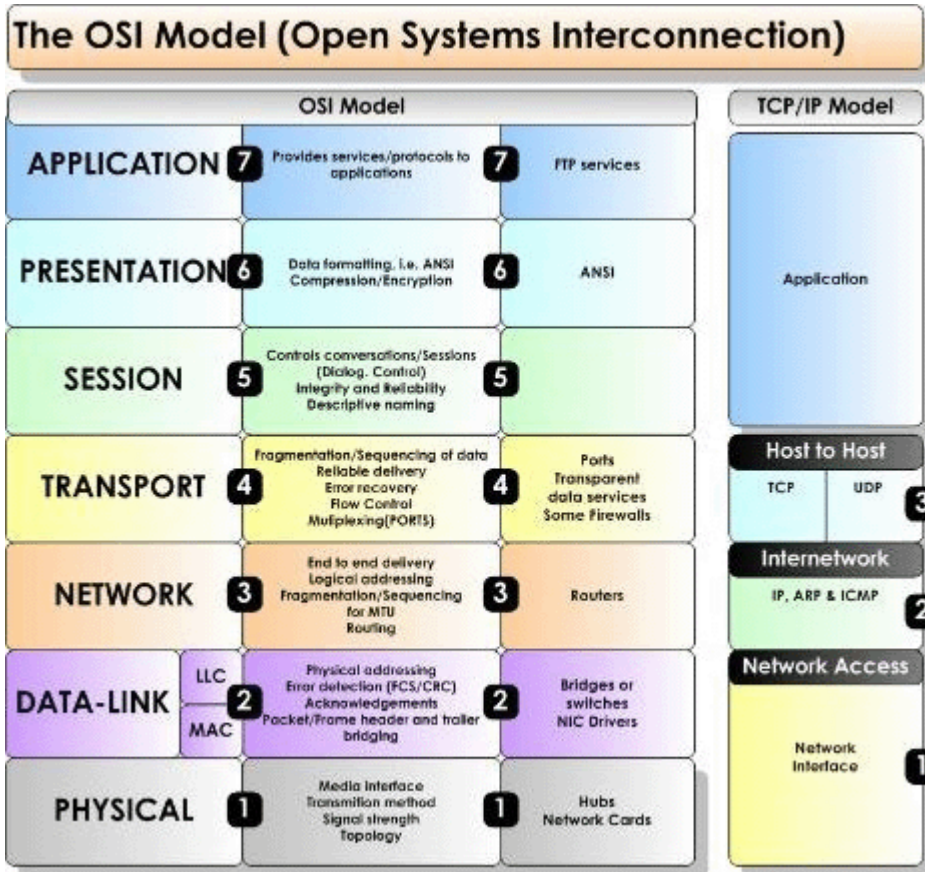 The OSI Model (Open Systems Interconnection)
OSI Model
APPLICATION
7
Provides services/protocols to
applications
7
FTP services
PRESENTATION
6
Data formatting, i.e. ANSI
Compression/Encryption
6
ANSI
SESSION
5
Controls conversations/Sessions
(Dialog. Control)
Integrity and Reliability
Descriptive naming
5
TRANSPORT
4
Fragmentation/Sequencing of data
Reliable delivery
Error recovery
Flow Control
Muliplexing(PORTS)
4
Ports
Transparent
data services
Some Firewalls
NETWORK
3
End to end delivery
Logical addressing
Fragmentation/Sequencing
for MTU
Routing
3
Routers
DATA-LINK
LLC
MAC
2
Physical addressing
Error detection (FCS/CRC)
Acknowledgements
Packet/Frame header and trailer
bridging
2
Bridges or
switches
NIC Drivers
PHYSICAL
1
Media interface
Transmition method
Signal strength
Topology
1
Hubs
Network Cards
TCP/IP Model
Application
Host to Host
TCP
UDP
3
Internetwork
IP, ARP & ICMP
2
Network Access
Network
Interface
1